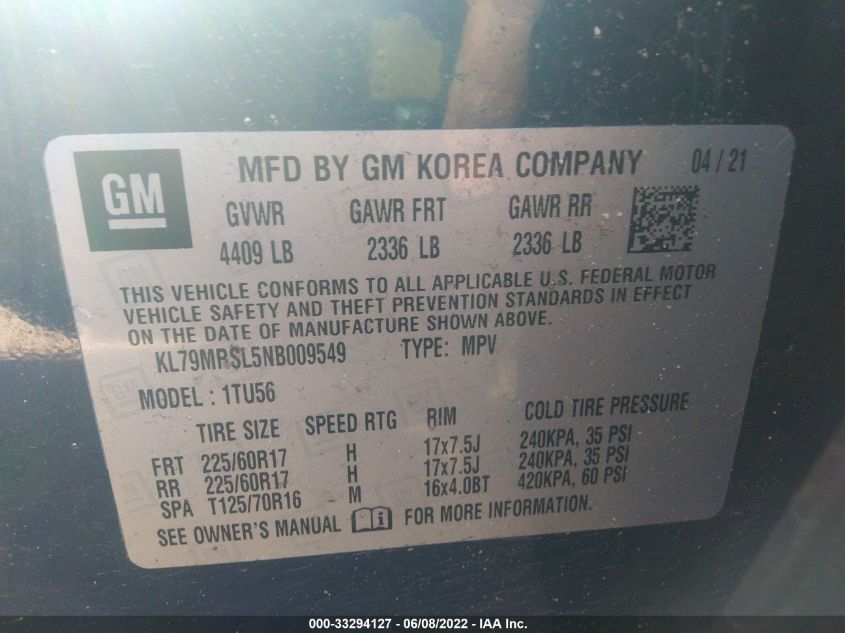 GM
MFD BY GM KOREA COMPANY 04 / 21
GVWR GAWR FRT GAWR RR
4409 LB 2336 LB 2336 LB
THIS VEHICLE CONFORMS TO ALL APPLICABLE U.S. FEDERAL MOTOR
VEHICLE SAFETY AND THEFT PREVENTION STANDARDS IN EFFECT
ON THE DATE OF MANUFACTURE SHOWN ABOVE.
KL79MRSL5NB009549 TYPE: MPV
MODEL : 1TU56
TIRE SIZE SPEED RTG RIM COLD TIRE PRESSURE
FRT 225/60R17 H 17x7.5J 240KPA, 35 PSI
RR 225/60R17 H 17x7.5J 240KPA, 35 PSI
SPA T125/70R16 M 16x4.0BT 420KPA, 60 PSI
SEE OWNER'S MANUAL FOR MORE INFORMATION.
000-33294127 - 06/08/2022 - IAA Inc.